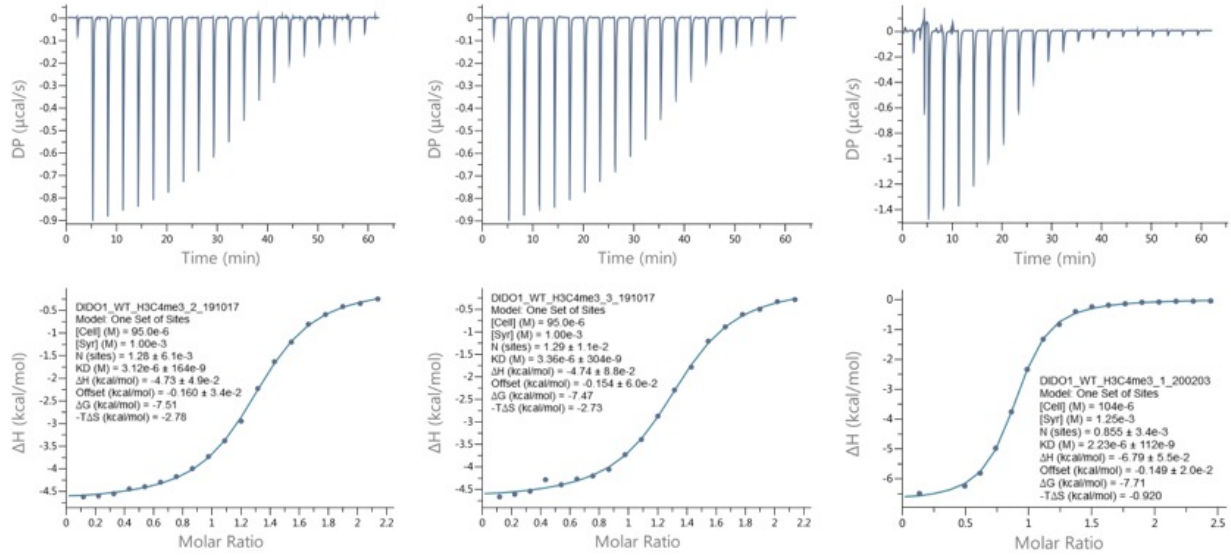 0
-0.1
-0.2
-0.3
-0.4
-0.5
-0.6
-0.7
-0.8
-0.9
DP (µcal/s)
0 10 20 30 40 50 60
Time (min)
0
-0.1
-0.2
-0.3
-0.4
-0.5
-0.6
-0.7
-0.8
-0.9
DP (µcal/s)
0 10 20 30 40 50 60
Time (min)
0
-0.2
-0.4
-0.6
-0.8
-1
-1.2
-1.4
DP (µcal/s)
0 10 20 30 40 50 60
Time (min)
-0.5
-1
-1.5
-2
-2.5
-3
-3.5
-4
-4.5
ΔH (kcal/mol)
DIDO1_WT_H3C4me3_2_191017
Model: One Set of Sites
[Cell] (M) = 95.0e-6
[Syr] (M) = 1.00e-3
N (sites) = 1.28 ± 6.1e-3
KD (M) = 3.12e-6 ± 164e-9
ΔH (kcal/mol) = -4.73 ± 4.9e-2
Offset (kcal/mol) = -0.160 ± 3.4e-2
ΔG (kcal/mol) = -7.51
-TΔS (kcal/mol) = -2.78
0 0.2 0.4 0.6 0.8 1 1.2 1.4 1.6 1.8 2 2.2
Molar Ratio
-0.5
-1
-1.5
-2
-2.5
-3
-3.5
-4
-4.5
ΔH (kcal/mol)
DIDO1_WT_H3C4me3_3_191017
Model: One Set of Sites
[Cell] (M) = 95.0e-6
[Syr] (M) = 1.00e-3
N (sites) = 1.29 ± 1.1e-2
KD (M) = 3.36e-6 ± 304e-9
ΔH (kcal/mol) = -4.74 ± 8.8e-2
Offset (kcal/mol) = -0.154 ± 6.0e-2
ΔG (kcal/mol) = -7.47
-TΔS (kcal/mol) = -2.73
0 0.2 0.4 0.6 0.8 1 1.2 1.4 1.6 1.8 2 2.2
Molar Ratio
0
-1
-2
-3
-4
-5
-6
ΔH (kcal/mol)
DIDO1_WT_H3C4me3_1_200203
Model: One Set of Sites
[Cell] (M) = 104e-6
[Syr] (M) = 1.25e-3
N (sites) = 0.855 ± 3.4e-3
KD (M) = 2.23e-6 ± 112e-9
ΔH (kcal/mol) = -6.79 ± 5.5e-2
Offset (kcal/mol) = -0.149 ± 2.0e-2
ΔG (kcal/mol) = -7.71
-TΔS (kcal/mol) = -0.920
0 0.5 1 1.5 2 2.5
Molar Ratio